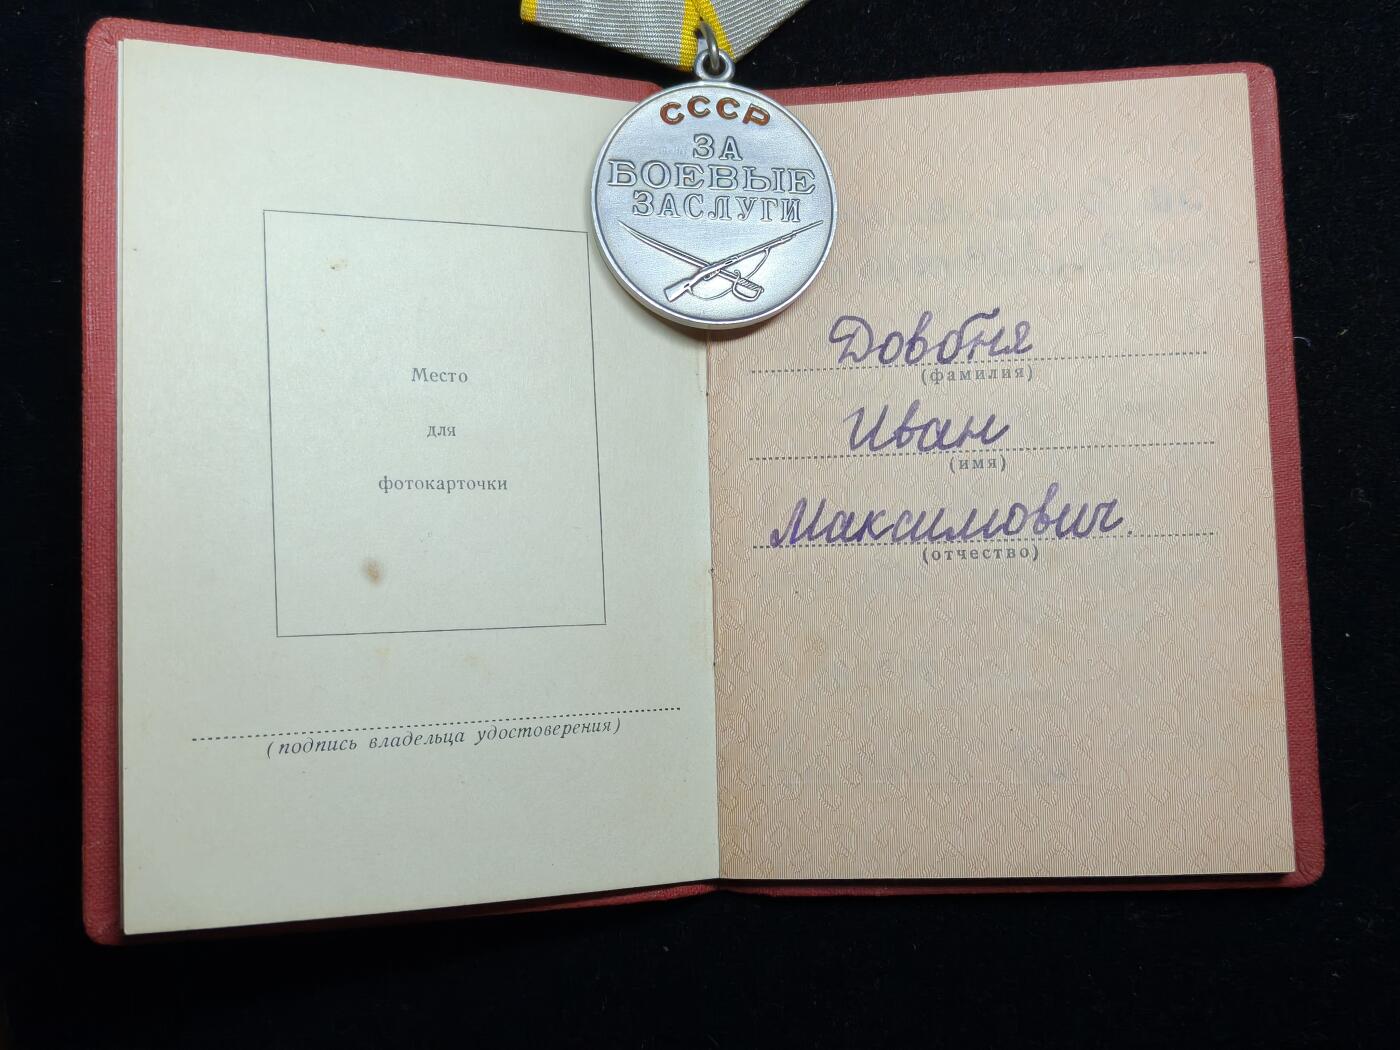 СССР
ЗА
БОЕВЫЕ
ЗАСЛУГИ
Место
для
фотокарточки
(подпись владельца удостоверения)
Довбня
(фамилия)
Иван
(имя)
Максимович.
(отчество)